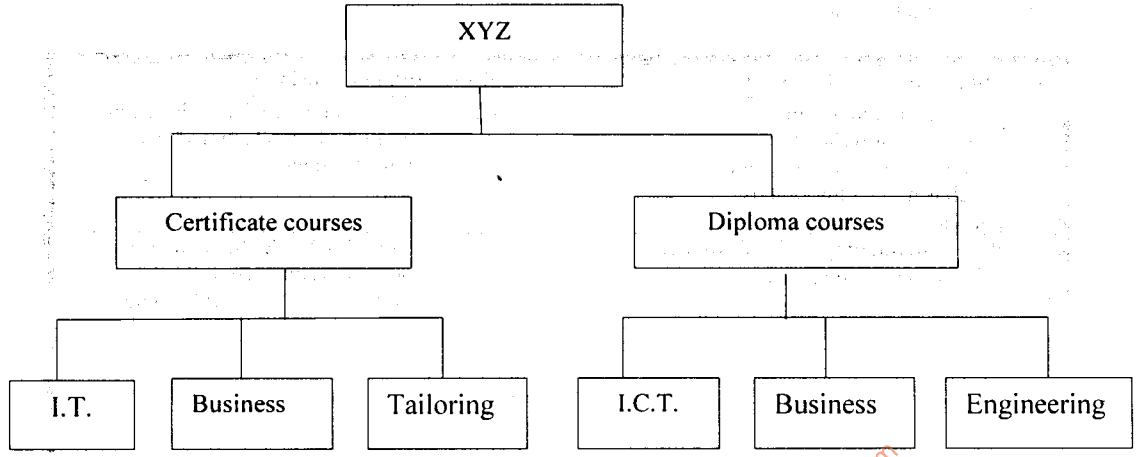 XYZ
Certificate courses
Diploma courses
I.T.
Business
Tailoring
I.C.T.
Business
Engineering